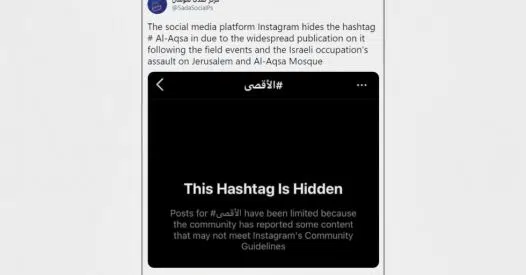 @SadaSocialPs
The social media platform Instagram hides the hashtag
# Al-Aqsa in due to the widespread publication on it
following the field events and the Israeli occupation's
assault on Jerusalem and Al-Aqsa Mosque
#الأقصى
This Hashtag Is Hidden
Posts for #الأقصى have been limited because
the community has reported some content
that may not meet Instagram's Community
Guidelines